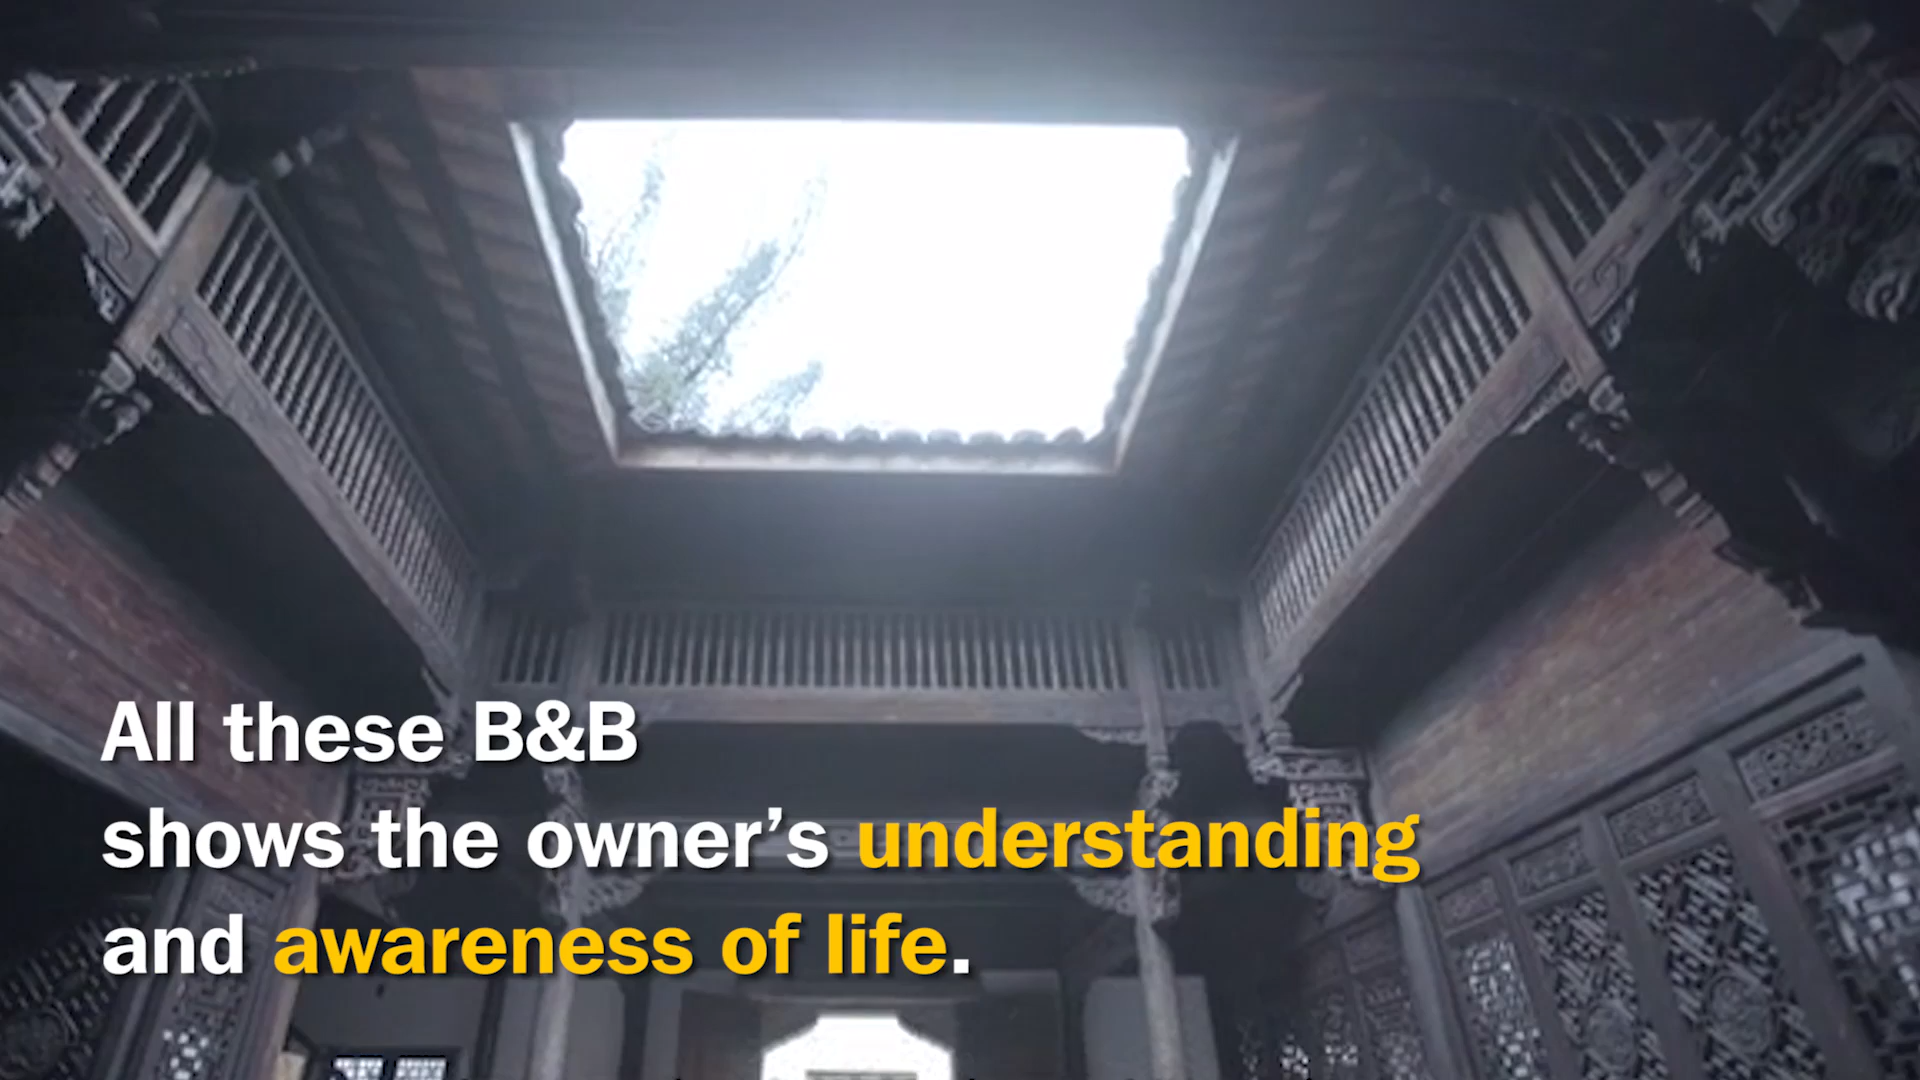 All these B&B
shows the owner’s understanding
and awareness of life.